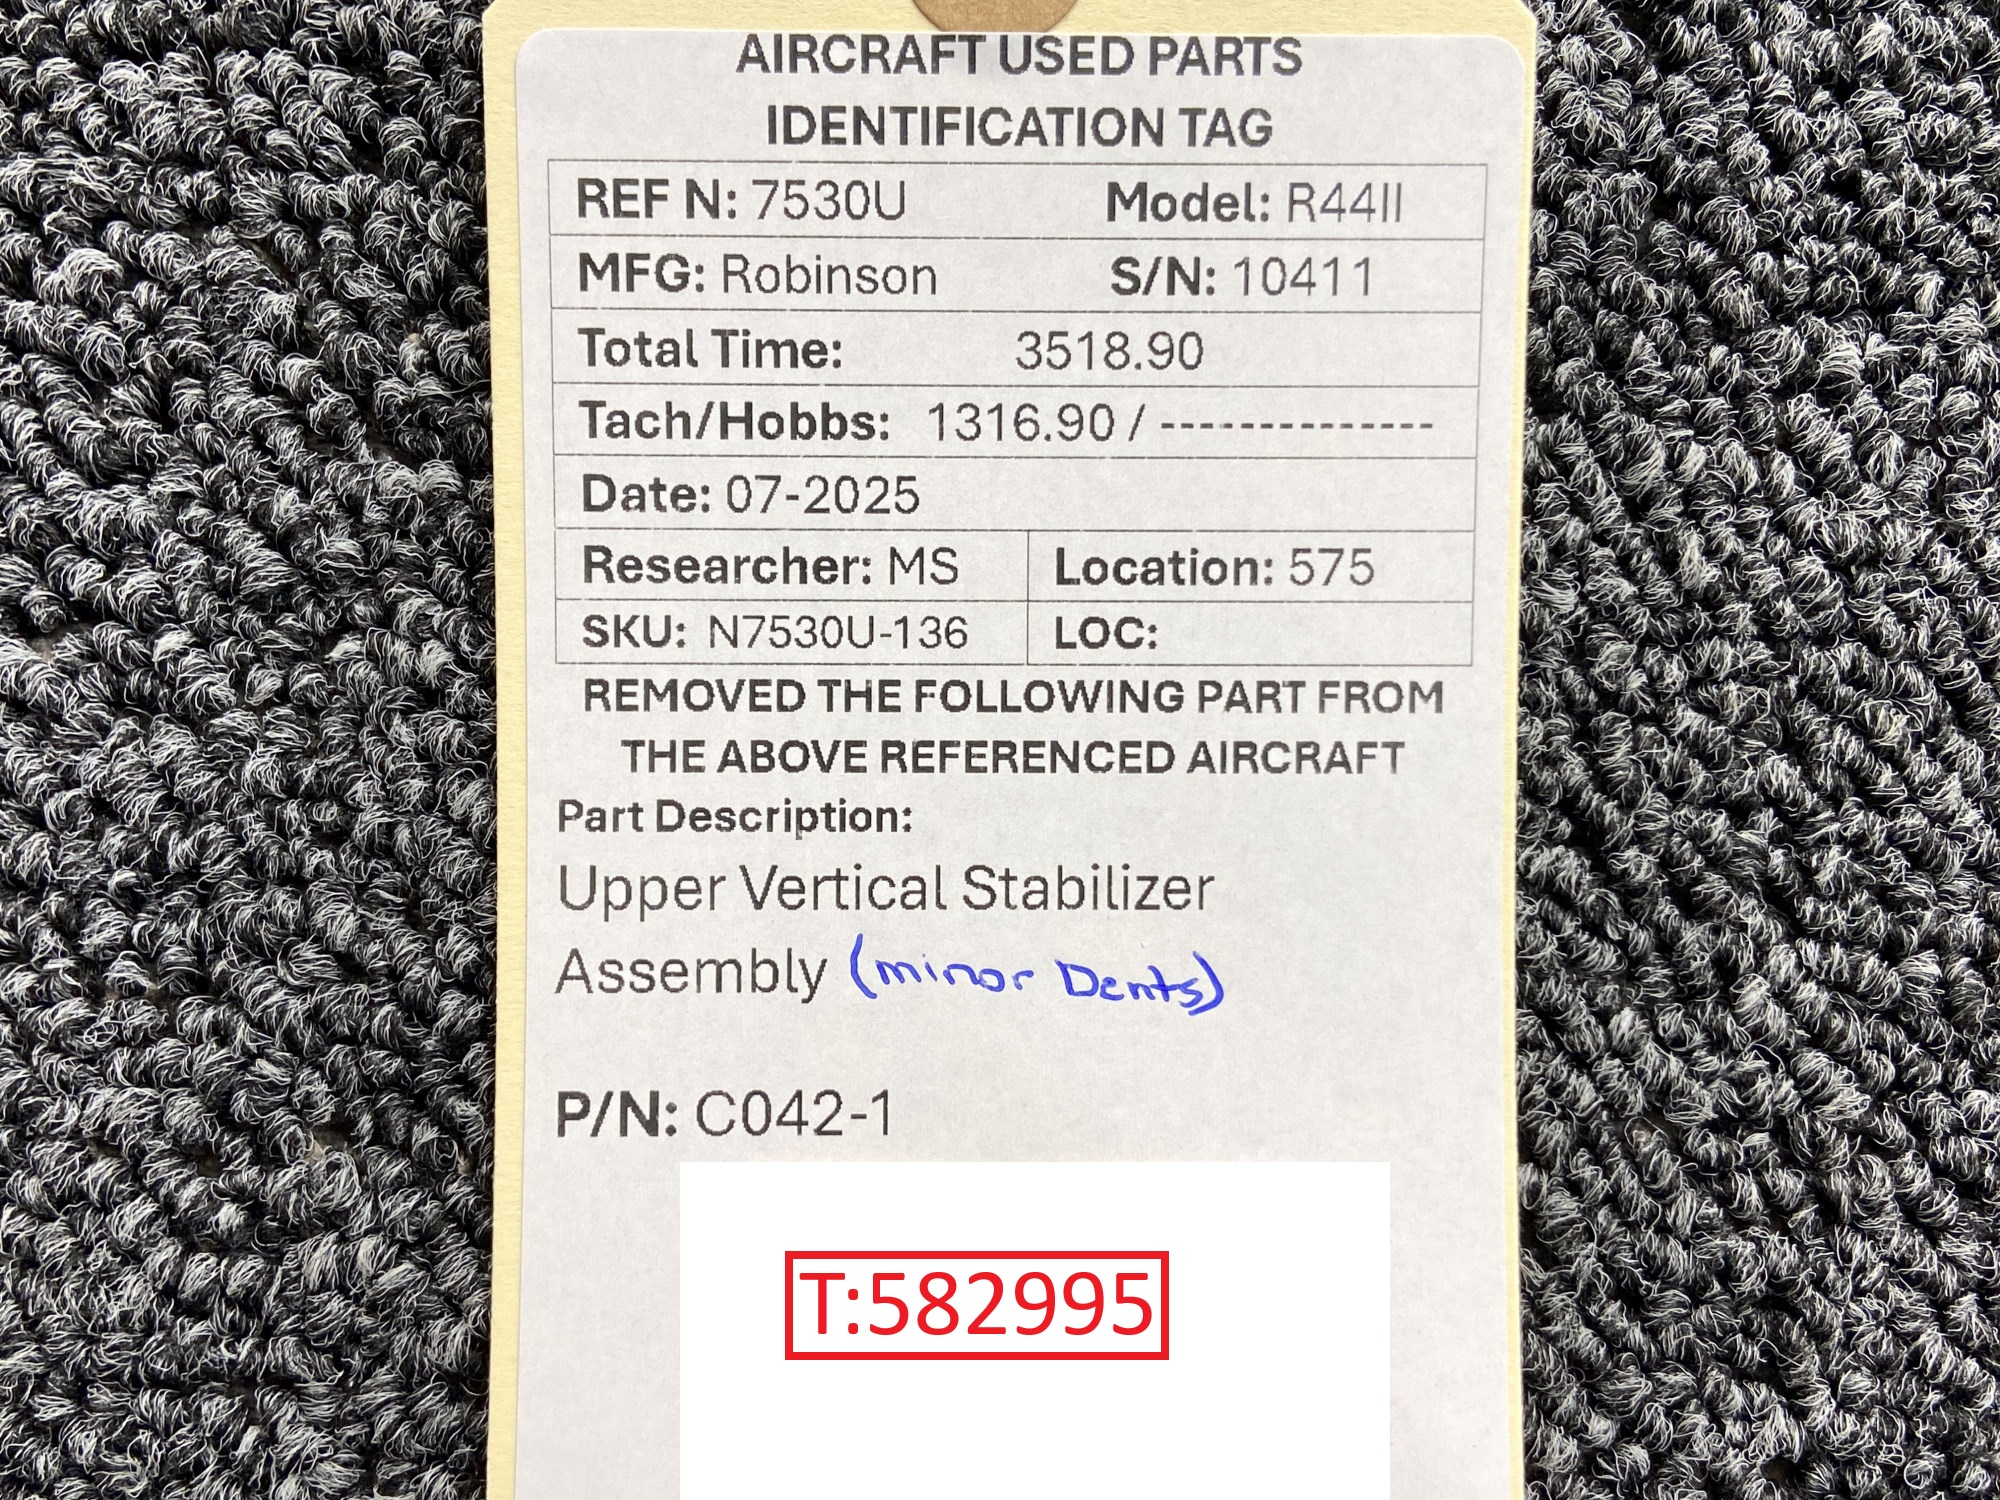 AIRCRAFT USED PARTS
IDENTIFICATION TAG
REF N: 7530U Model: R44II
MFG: Robinson S/N: 10411
Total Time: 3518.90
Tach/Hobbs: 1316.90 / --------------
Date: 07-2025
Researcher: MS Location: 575
SKU: N7530U-136 LOC:
REMOVED THE FOLLOWING PART FROM
THE ABOVE REFERENCED AIRCRAFT
Part Description:
Upper Vertical Stabilizer
Assembly (minor Dents)
P/N: C042-1
T:582995